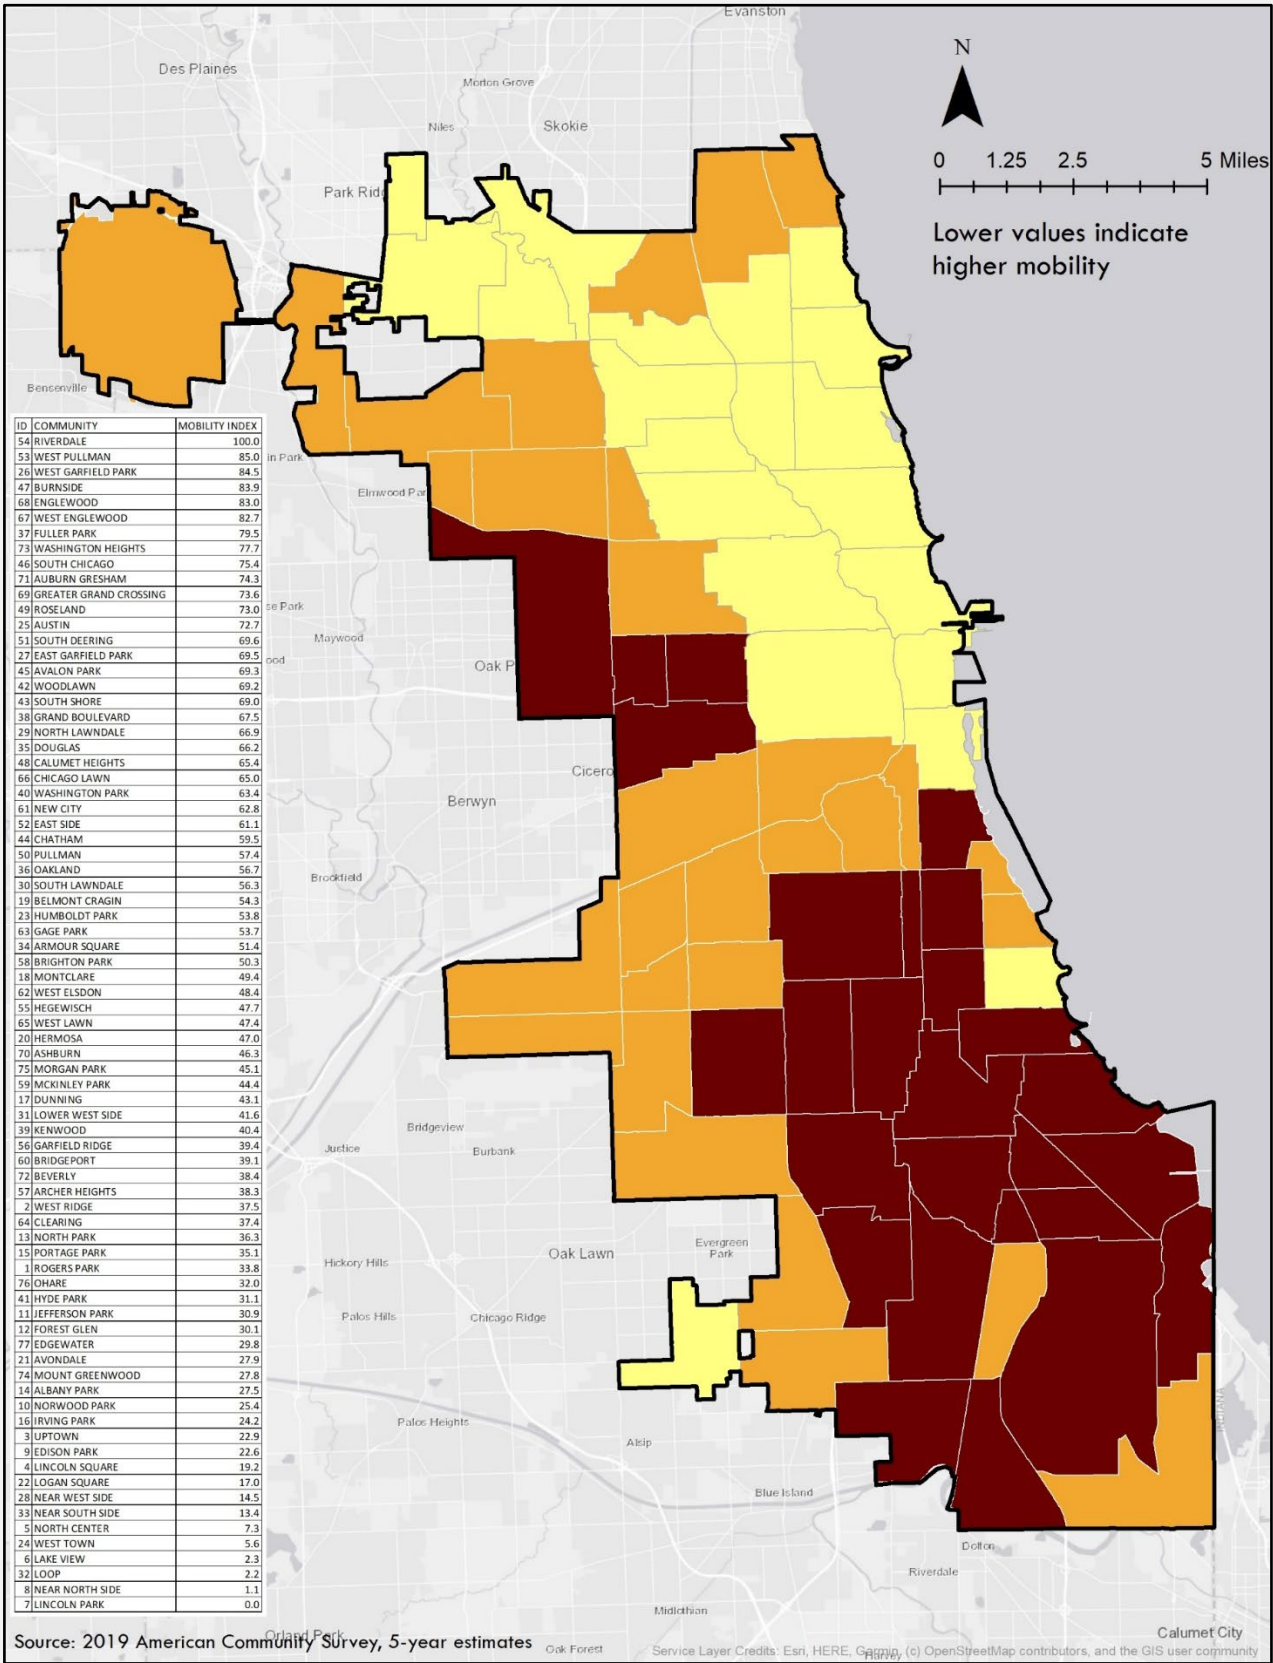 Evanston
Des Plaines
Morton Grove
Niles
Skokie
Park Ridg
N
0 1.25 2.5 5 Miles
Lower values indicate
higher mobility
Bensenville
ID COMMUNITY MOBILITY INDEX
54 RIVERDALE 100.0
53 WEST PULLMAN 85.0
26 WEST GARFIELD PARK 84.5
47 BURNSIDE 83.9
68 ENGLEWOOD 83.0
67 WEST ENGLEWOOD 82.7
37 FULLER PARK 79.5
73 WASHINGTON HEIGHTS 77.7
46 SOUTH CHICAGO 75.4
71 AUBURN GRESHAM 74.3
69 GREATER GRAND CROSSING 73.6
49 ROSELAND 73.0
25 AUSTIN 72.7
51 SOUTH DEERING 69.6
27 EAST GARFIELD PARK 69.5
45 AVALON PARK 69.3
42 WOODLAWN 69.2
43 SOUTH SHORE 69.0
38 GRAND BOULEVARD 67.5
29 NORTH LAWNDALE 66.9
35 DOUGLAS 66.2
48 CALUMET HEIGHTS 65.4
66 CHICAGO LAWN 65.0
40 WASHINGTON PARK 63.4
61 NEW CITY 62.8
52 EAST SIDE 61.1
44 CHATHAM 59.5
50 PULLMAN 57.4
36 OAKLAND 56.7
30 SOUTH LAWNDALE 56.3
19 BELMONT CRAGIN 54.3
23 HUMBOLDT PARK 53.8
63 GAGE PARK 53.7
34 ARMOUR SQUARE 51.4
58 BRIGHTON PARK 50.3
18 MONTCLARE 49.4
62 WEST ELSDON 48.4
55 HEGEWISCH 47.7
65 WEST LAWN 47.4
20 HERMOSA 47.0
70 ASHBURN 46.3
75 MORGAN PARK 45.1
59 MCKINLEY PARK 44.4
17 DUNNING 43.1
31 LOWER WEST SIDE 41.6
39 KENWOOD 40.4
56 GARFIELD RIDGE 39.4
60 BRIDGEPORT 39.1
72 BEVERLY 38.4
57 ARCHER HEIGHTS 38.3
2 WEST RIDGE 37.5
64 CLEARING 37.4
13 NORTH PARK 36.3
15 PORTAGE PARK 35.1
1 ROGERS PARK 33.8
76 OHARE 32.0
41 HYDE PARK 31.1
11 JEFFERSON PARK 30.9
12 FOREST GLEN 30.1
77 EDGEWATER 29.8
21 AVONDALE 27.9
74 MOUNT GREENWOOD 27.8
14 ALBANY PARK 27.5
10 NORWOOD PARK 25.4
16 IRVING PARK 24.2
3 UPTOWN 22.9
9 EDISON PARK 22.6
4 LINCOLN SQUARE 19.2
22 LOGAN SQUARE 17.0
28 NEAR WEST SIDE 14.5
33 NEAR SOUTH SIDE 13.4
5 NORTH CENTER 7.3
24 WEST TOWN 5.6
6 LAKE VIEW 2.3
32 LOOP 2.2
8 NEAR NORTH SIDE 1.1
7 LINCOLN PARK 0.0
in Park
Elmwood Par
se Park
Maywood
ood
Oak P
Cicero
Berwyn
Brookfield
Bridgeview
Justice
Burbank
Hickory Hills
Oak Lawn
Evergreen
Park
Palos Hills
Chicago Ridge
INDIANA
Palos Heights
Alsip
Blue Island
Dolton
Riverdale
Midlothian
Orland Park
Oak Forest
Harvey
Calumet City
Source: 2019 American Community Survey, 5-year estimates
Service Layer Credits: Esri, HERE, Garmin, (c) OpenStreetMap contributors, and the GIS user community